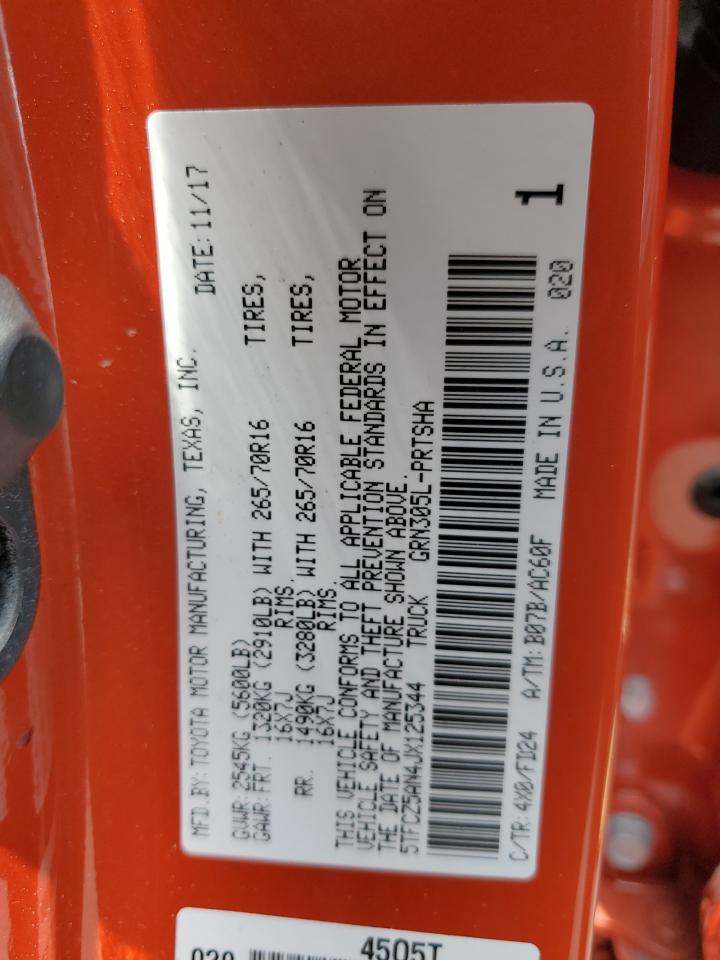 MFD.BY:TOYOTA MOTOR MANUFACTURING, TEXAS, INC. DATE:11/17
GVWR:2545KG (5600LB)
GAWR:FRT. 1320KG (2910LB) WITH 265/70R16 TIRES,
16X7J RIMS.
RR. 1490KG (3280LB) WITH 265/70R16 TIRES,
16X7J RIMS.
THIS VEHICLE CONFORMS TO ALL APPLICABLE FEDERAL MOTOR
VEHICLE SAFETY AND THEFT PREVENTION STANDARDS IN EFFECT ON
THE DATE OF MANUFACTURE SHOWN ABOVE.
5TFCZ5AN4JX125344 TRUCK GRN305L-PRTSHA
1
C/TR:4X0/FD24 A/TM:B07B/AC60F MADE IN U.S.A. 020
4505T